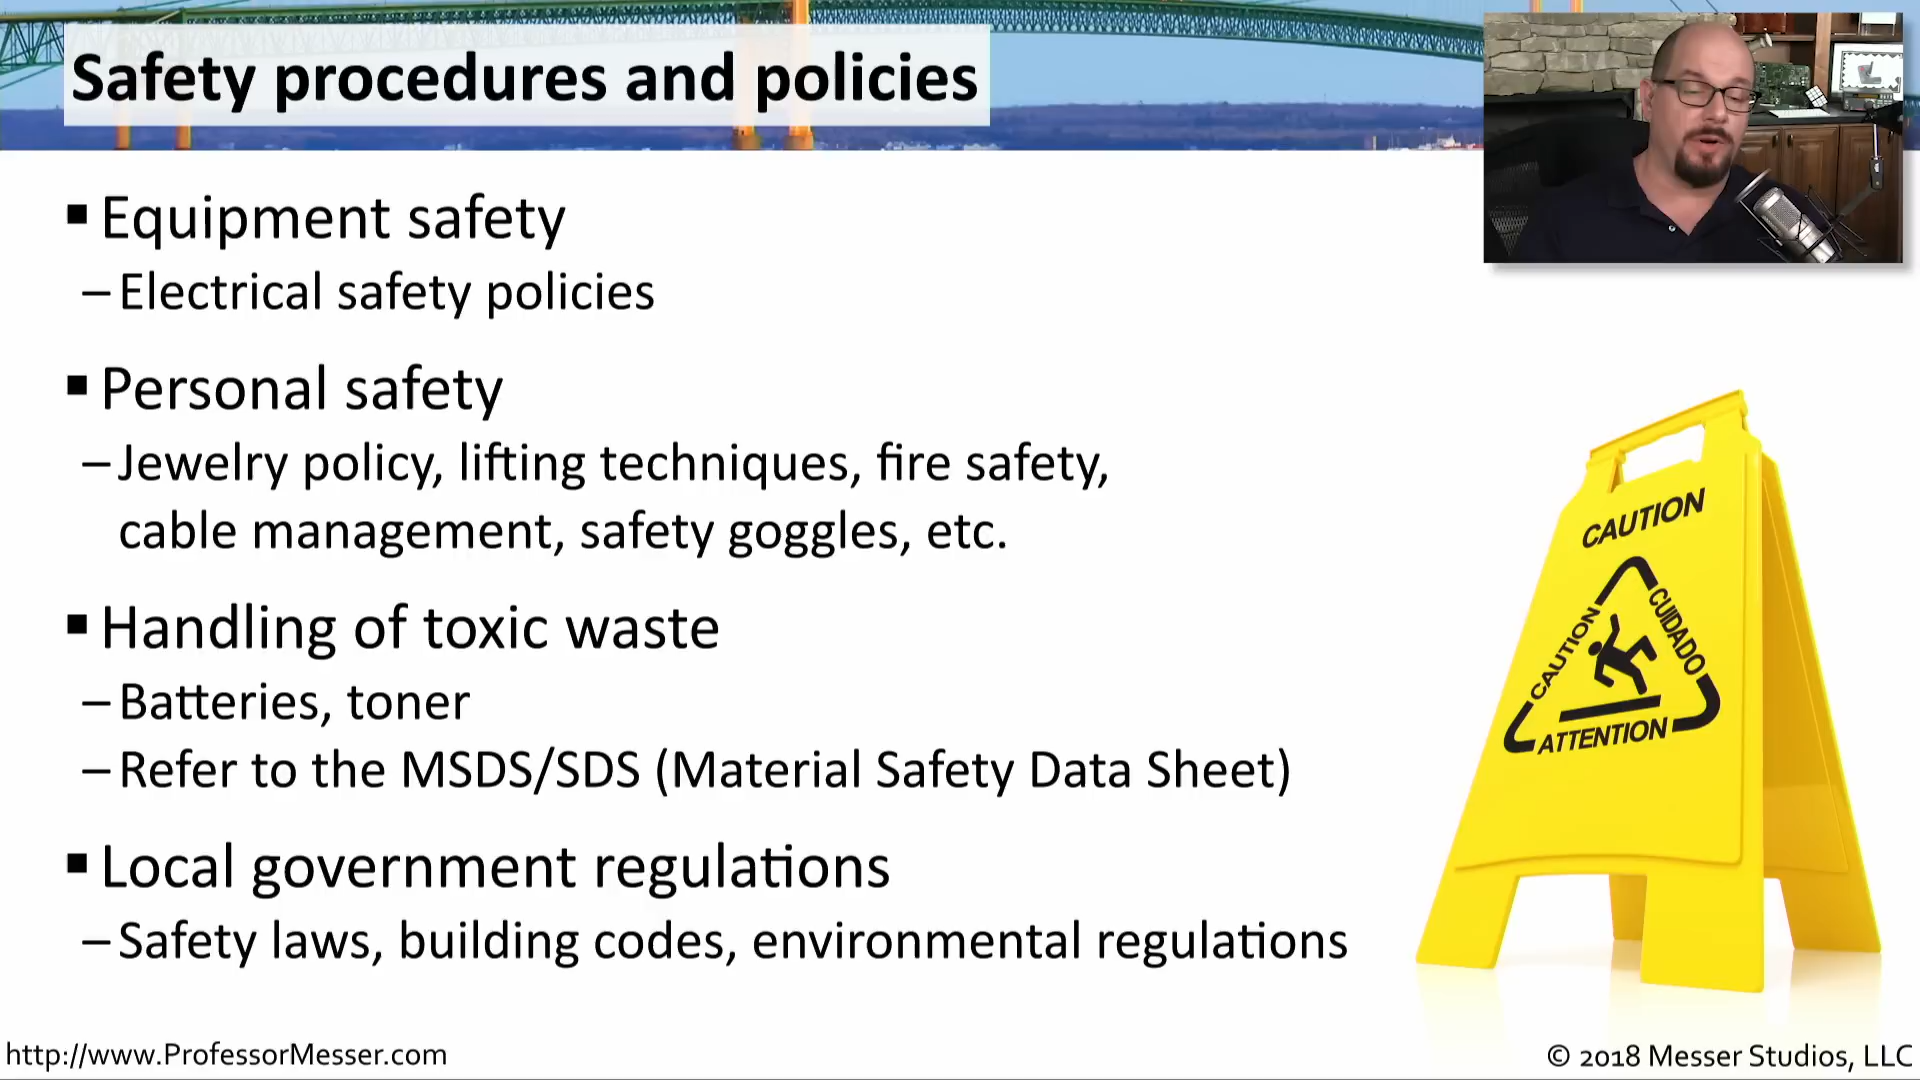 Safety procedures and policies
▪ Equipment safety
– Electrical safety policies
▪ Personal safety
– Jewelry policy, lifting techniques, fire safety,
cable management, safety goggles, etc.
▪ Handling of toxic waste
– Batteries, toner
– Refer to the MSDS/SDS (Material Safety Data Sheet)
▪ Local government regulations
– Safety laws, building codes, environmental regulations
CAUTION
CAUTION
CUIDADO
ATTENTION
http://www.ProfessorMesser.com
© 2018 Messer Studios, LLC